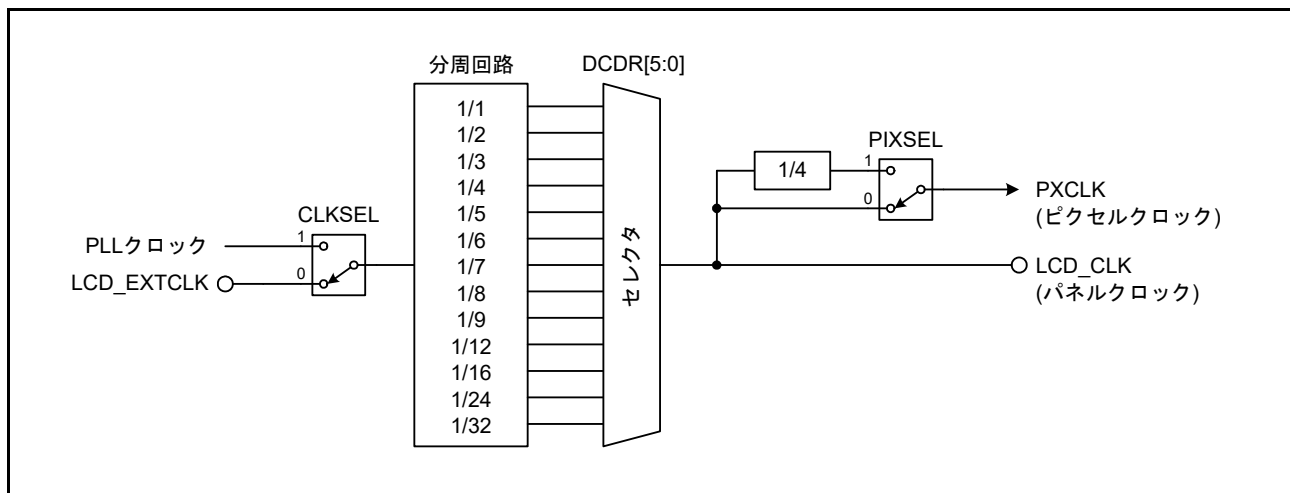 分周回路
DCDR[5:0]
1/1
1/2
1/3
1/4
1/5
1/6
1/7
1/8
1/9
1/12
1/16
1/24
1/32
CLKSEL
PLLクロック
1
LCD_EXTCLK
0
セレクタ
PIXSEL
1/4
1
0
PXCLK
(ピクセルクロック)
LCD_CLK
(パネルクロック)